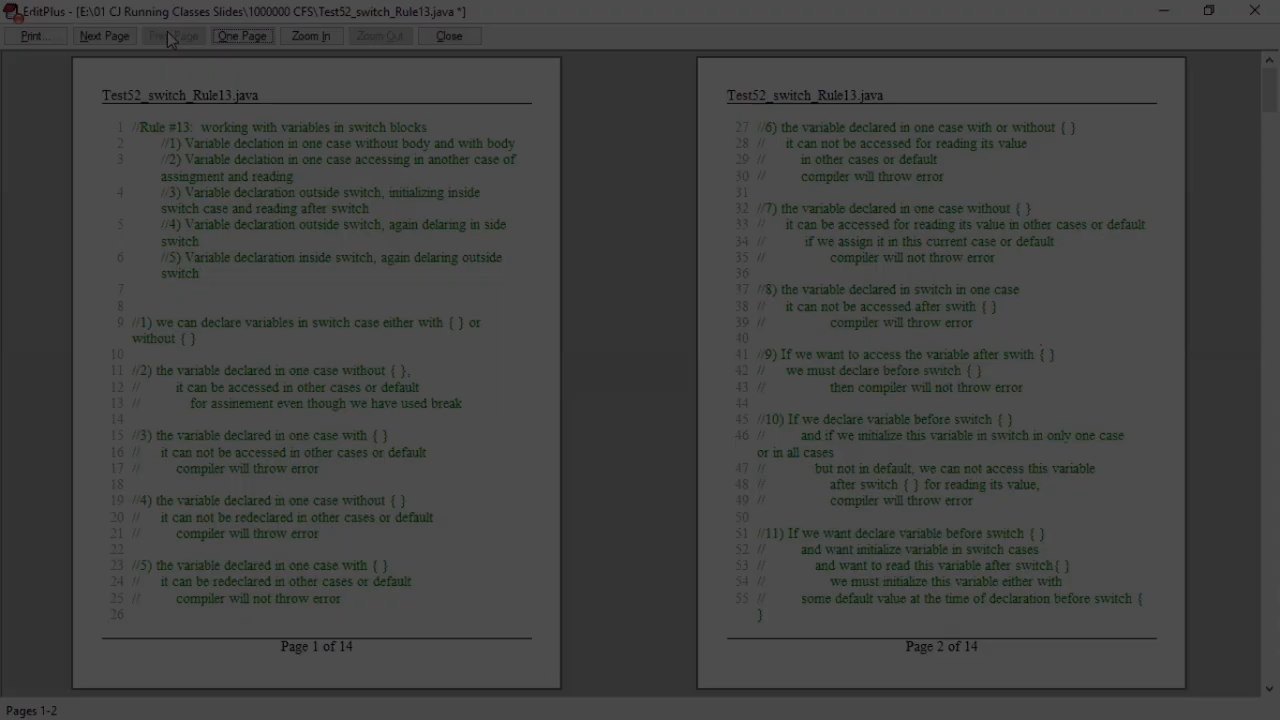 EditPlus - [E:\01 CJ Running Classes Slides\1000000 CFS\Test52_switch_Rule13.java *]
Print... Next Page Prev Page One Page Zoom In Zoom Out Close
Test52_switch_Rule13.java
1 //Rule #13: working with variables in switch blocks
2 //1) Variable declation in one case without body and with body
3 //2) Variable declation in one case accessing in another case of
assingment and reading
4 //3) Variable declaration outside switch, initializing inside
switch case and reading after switch
5 //4) Variable declaration outside switch, again delaring in side
switch
6 //5) Variable declaration inside switch, again delaring outside
switch
7
8
9 //1) we can declare variables in switch case either with { } or
without { }
10
11 //2) the variable declared in one case without { },
12 // it can be accessed in other cases or default
13 // for assinement even though we have used break
14
15 //3) the variable declared in one case with { }
16 // it can not be accessed in other cases or default
17 // compiler will throw error
18
19 //4) the variable declared in one case without { }
20 // it can not be redeclared in other cases or default
21 // compiler will throw error
22
23 //5) the variable declared in one case with { }
24 // it can be redeclared in other cases or default
25 // compiler will not throw error
26
Page 1 of 14
Test52_switch_Rule13.java
27 //6) the variable declared in one case with or without { }
28 // it can not be accessed for reading its value
29 // in other cases or default
30 // compiler will throw error
31
32 //7) the variable declared in one case without { }
33 // it can be accessed for reading its value in other cases or default
34 // if we assign it in this current case or default
35 // compiler will not throw error
36
37 //8) the variable declared in switch in one case
38 // it can not be accessed after swith { }
39 // compiler will throw error
40
41 //9) If we want to access the variable after swith { }
42 // we must declare before switch { }
43 // then compiler will not throw error
44
45 //10) If we declare variable before switch { }
46 // and if we initialize this variable in switch in only one case
or in all cases
47 // but not in default, we can not access this variable
48 // after switch { } for reading its value,
49 // compiler will throw error
50
51 //11) If we want declare variable before switch { }
52 // and want initialize variable in switch cases
53 // and want to read this variable after switch{ }
54 // we must initialize this variable either with
55 // some default value at the time of declaration before switch {
}
Page 2 of 14
Pages 1-2